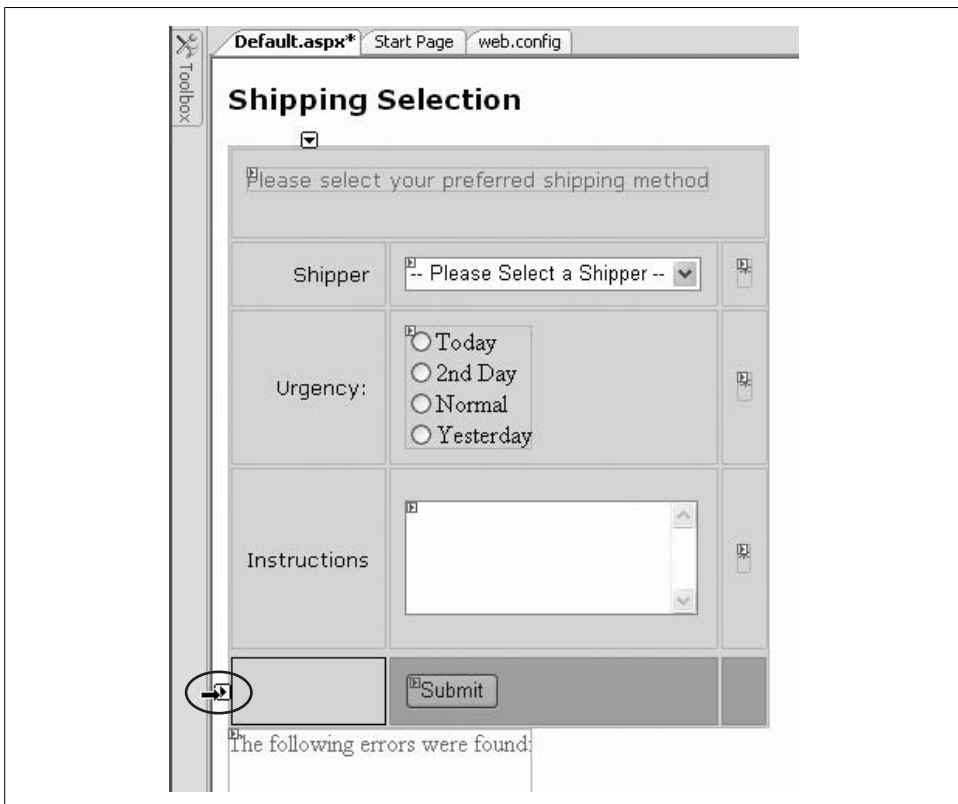 Default.aspx* Start Page web.config
Toolbox
Shipping Selection
Please select your preferred shipping method
Shipper -- Please Select a Shipper --
Today
2nd Day
Urgency:
Normal
Yesterday
Instructions
Submit
The following errors were found: